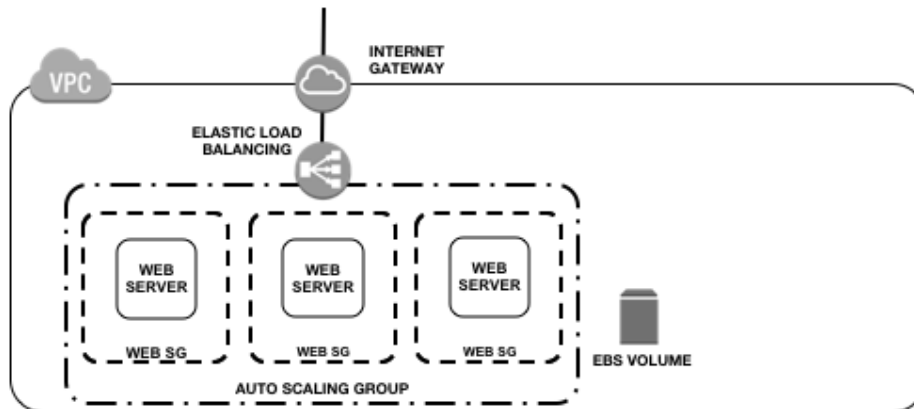 INTERNET
GATEWAY
VPC
ELASTIC LOAD
BALANCING
WEB
SERVER
WEB SG
WEB
SERVER
WEB SG
WEB
SERVER
WEB SG
EBS VOLUME
AUTO SCALING GROUP